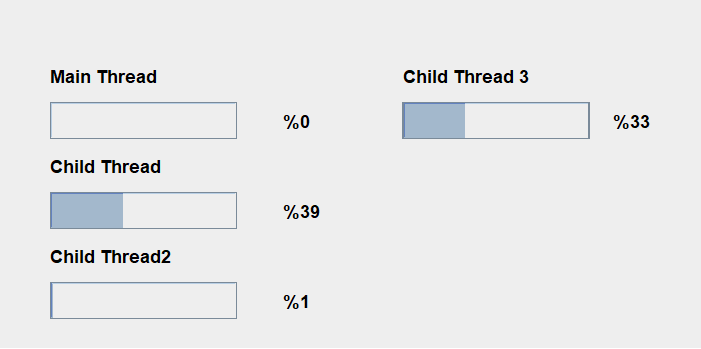 Main Thread
%0
Child Thread
%39
Child Thread2
%1
Child Thread 3
%33